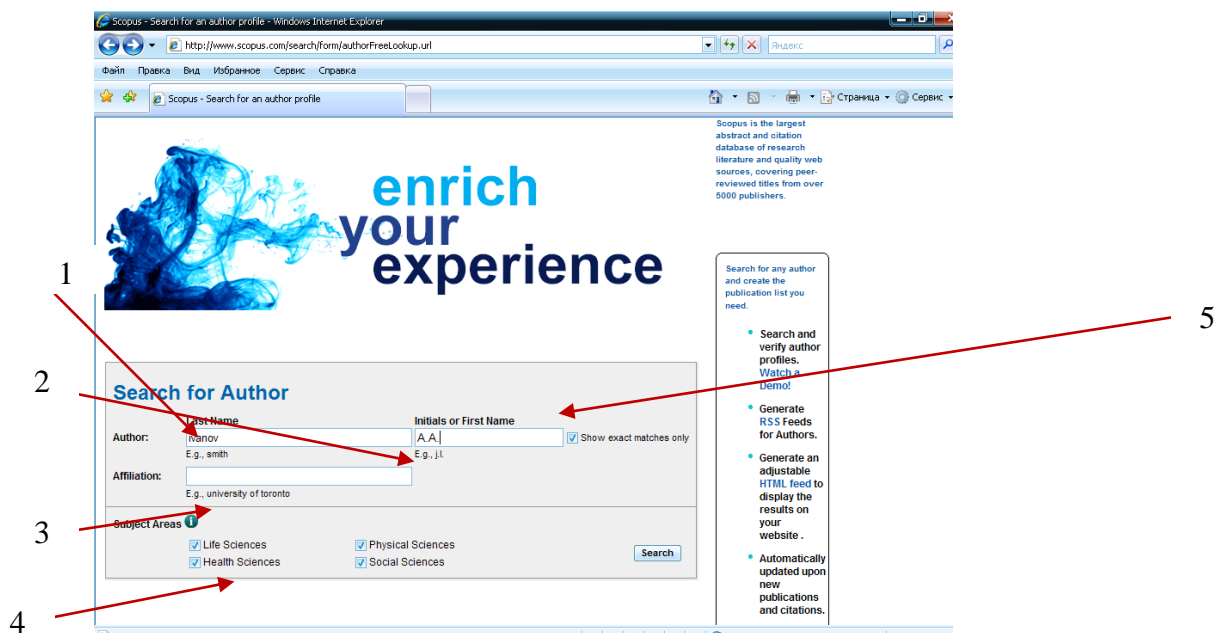 Scopus - Search for an author profile - Windows Internet Explorer
http://www.scopus.com/search/form/authorFreeLookup.url
Яндекс
Файл Правка Вид Избранное Сервис Справка
Scopus - Search for an author profile
Страница
Сервис
Scopus is the largest
abstract and citation
database of research
literature and quality web
sources, covering peer-
reviewed titles from over
5000 publishers.
enrich
your
experience
Search for any author
and create the
publication list you
need.
Search and
verify author
profiles.
Watch a
Demo!
Generate
RSS Feeds
for Authors.
Generate an
adjustable
HTML feed to
display the
results on
your
website .
Automatically
updated upon
new
publications
and citations.
1
2
3
4
5
Search for Author
Last Name Initials or First Name
Author: Ivanov A.A. Show exact matches only
E.g., smith E.g., j.l.
Affiliation:
E.g., university of toronto
Subject Areas i
Life Sciences Physical Sciences
Health Sciences Social Sciences
Search